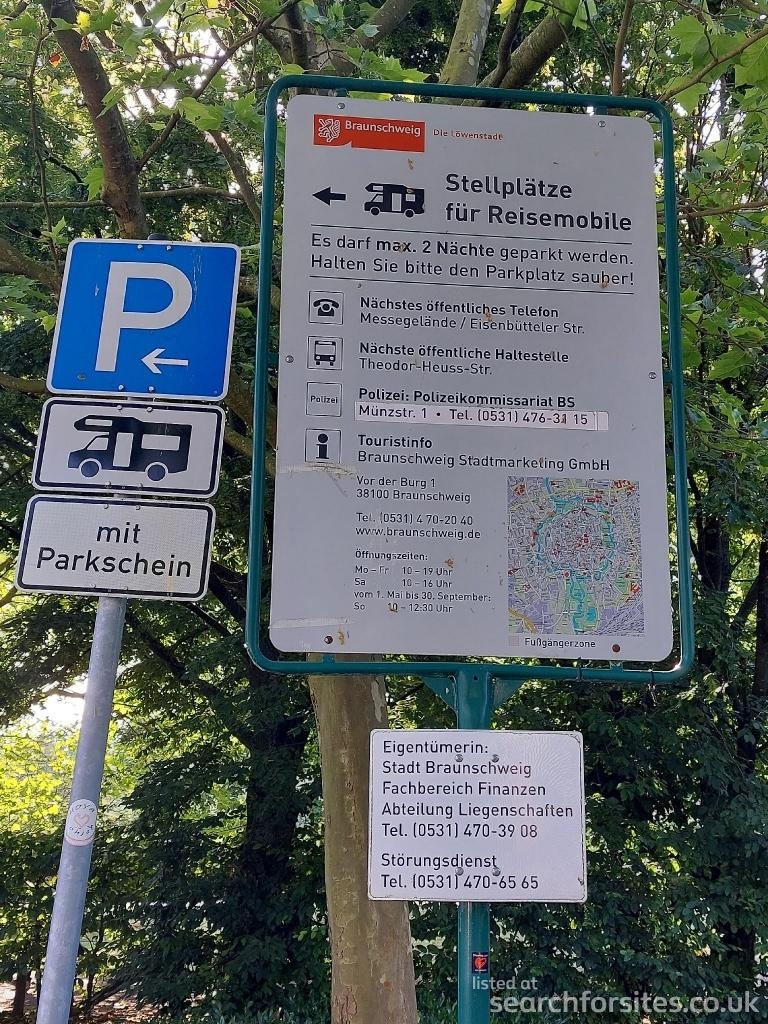 Braunschweig
Die Löwenstadt
Stellplätze
für Reisemobile
Es darf max. 2 Nächte geparkt werden.
Halten Sie bitte den Parkplatz sauber!
Nächstes öffentliches Telefon
Messegelände / Eisenbütteler Str.
Nächste öffentliche Haltestelle
Theodor-Heuss-Str.
Polizei
Polizei: Polizeikommissariat BS
Münzstr. 1 • Tel. (0531) 476-31 15
i
Touristinfo
Braunschweig Stadtmarketing GmbH
Vor der Burg 1
38100 Braunschweig
Tel. (0531) 4 70-20 40
www.braunschweig.de
Öffnungszeiten:
Mo – Fr 10 – 19 Uhr
Sa 10 – 16 Uhr
vom 1. Mai bis 30. September:
So 10 – 12:30 Uhr
Fußgängerzone
P
mit
Parkschein
Eigentümerin:
Stadt Braunschweig
Fachbereich Finanzen
Abteilung Liegenschaften
Tel. (0531) 470-39 08
Störungsdienst
Tel. (0531) 470-65 65
listed at
searchforsites.co.uk